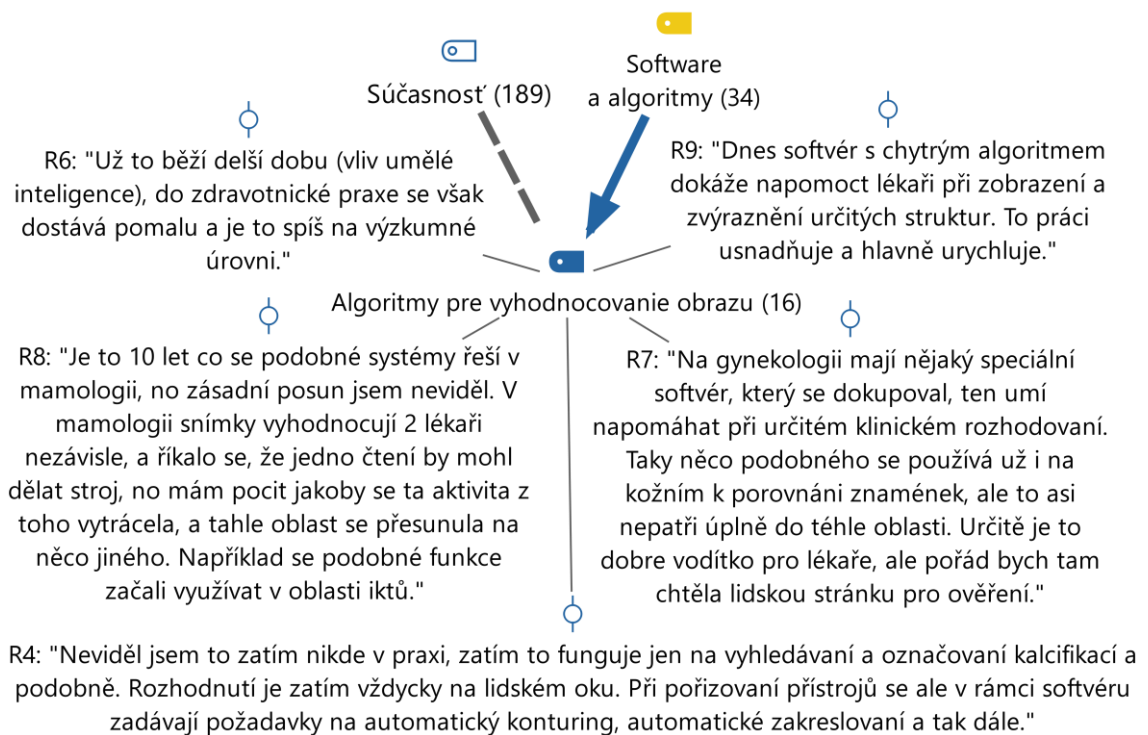 Súčasnosť (189)
Software
a algoritmy (34)
R6: "Už to běží delší dobu (vliv umělé
inteligence), do zdravotnické praxe se však
dostává pomalu a je to spíš na výzkumné
úrovni."
R9: "Dnes softvér s chytrým algoritmem
dokáže napomoct lékaři při zobrazení a
zvýraznění určitých struktur. To práci
usnadňuje a hlavně urychluje."
Algoritmy pre vyhodnocovanie obrazu (16)
R8: "Je to 10 let co se podobné systémy řeší v
mamologii, no zásadní posun jsem neviděl. V
mamologii snímky vyhodnocují 2 lékaři
nezávisle, a říkalo se, že jedno čtení by mohl
dělat stroj, no mám pocit jakoby se ta aktivita z
toho vytrácela, a tahle oblast se přesunula na
něco jiného. Například se podobné funkce
začali využívat v oblasti iktů."
R7: "Na gynekologii mají nějaký speciální
softvér, který se dokupoval, ten umí
napomáhat při určitém klinickém rozhodovaní.
Taky něco podobného se používá už i na
kožním k porovnáni znamének, ale to asi
nepatři úplně do téhle oblasti. Určitě je to
dobre vodítko pro lékaře, ale pořád bych tam
chtěla lidskou stránku pro ověření."
R4: "Neviděl jsem to zatím nikde v praxi, zatím to funguje jen na vyhledávaní a označovaní kalcifikací a
podobně. Rozhodnutí je zatím vždycky na lidském oku. Při pořizovaní přístrojů se ale v rámci softvéru
zadávají požadavky na automatický konturing, automatické zakreslovaní a tak dále."